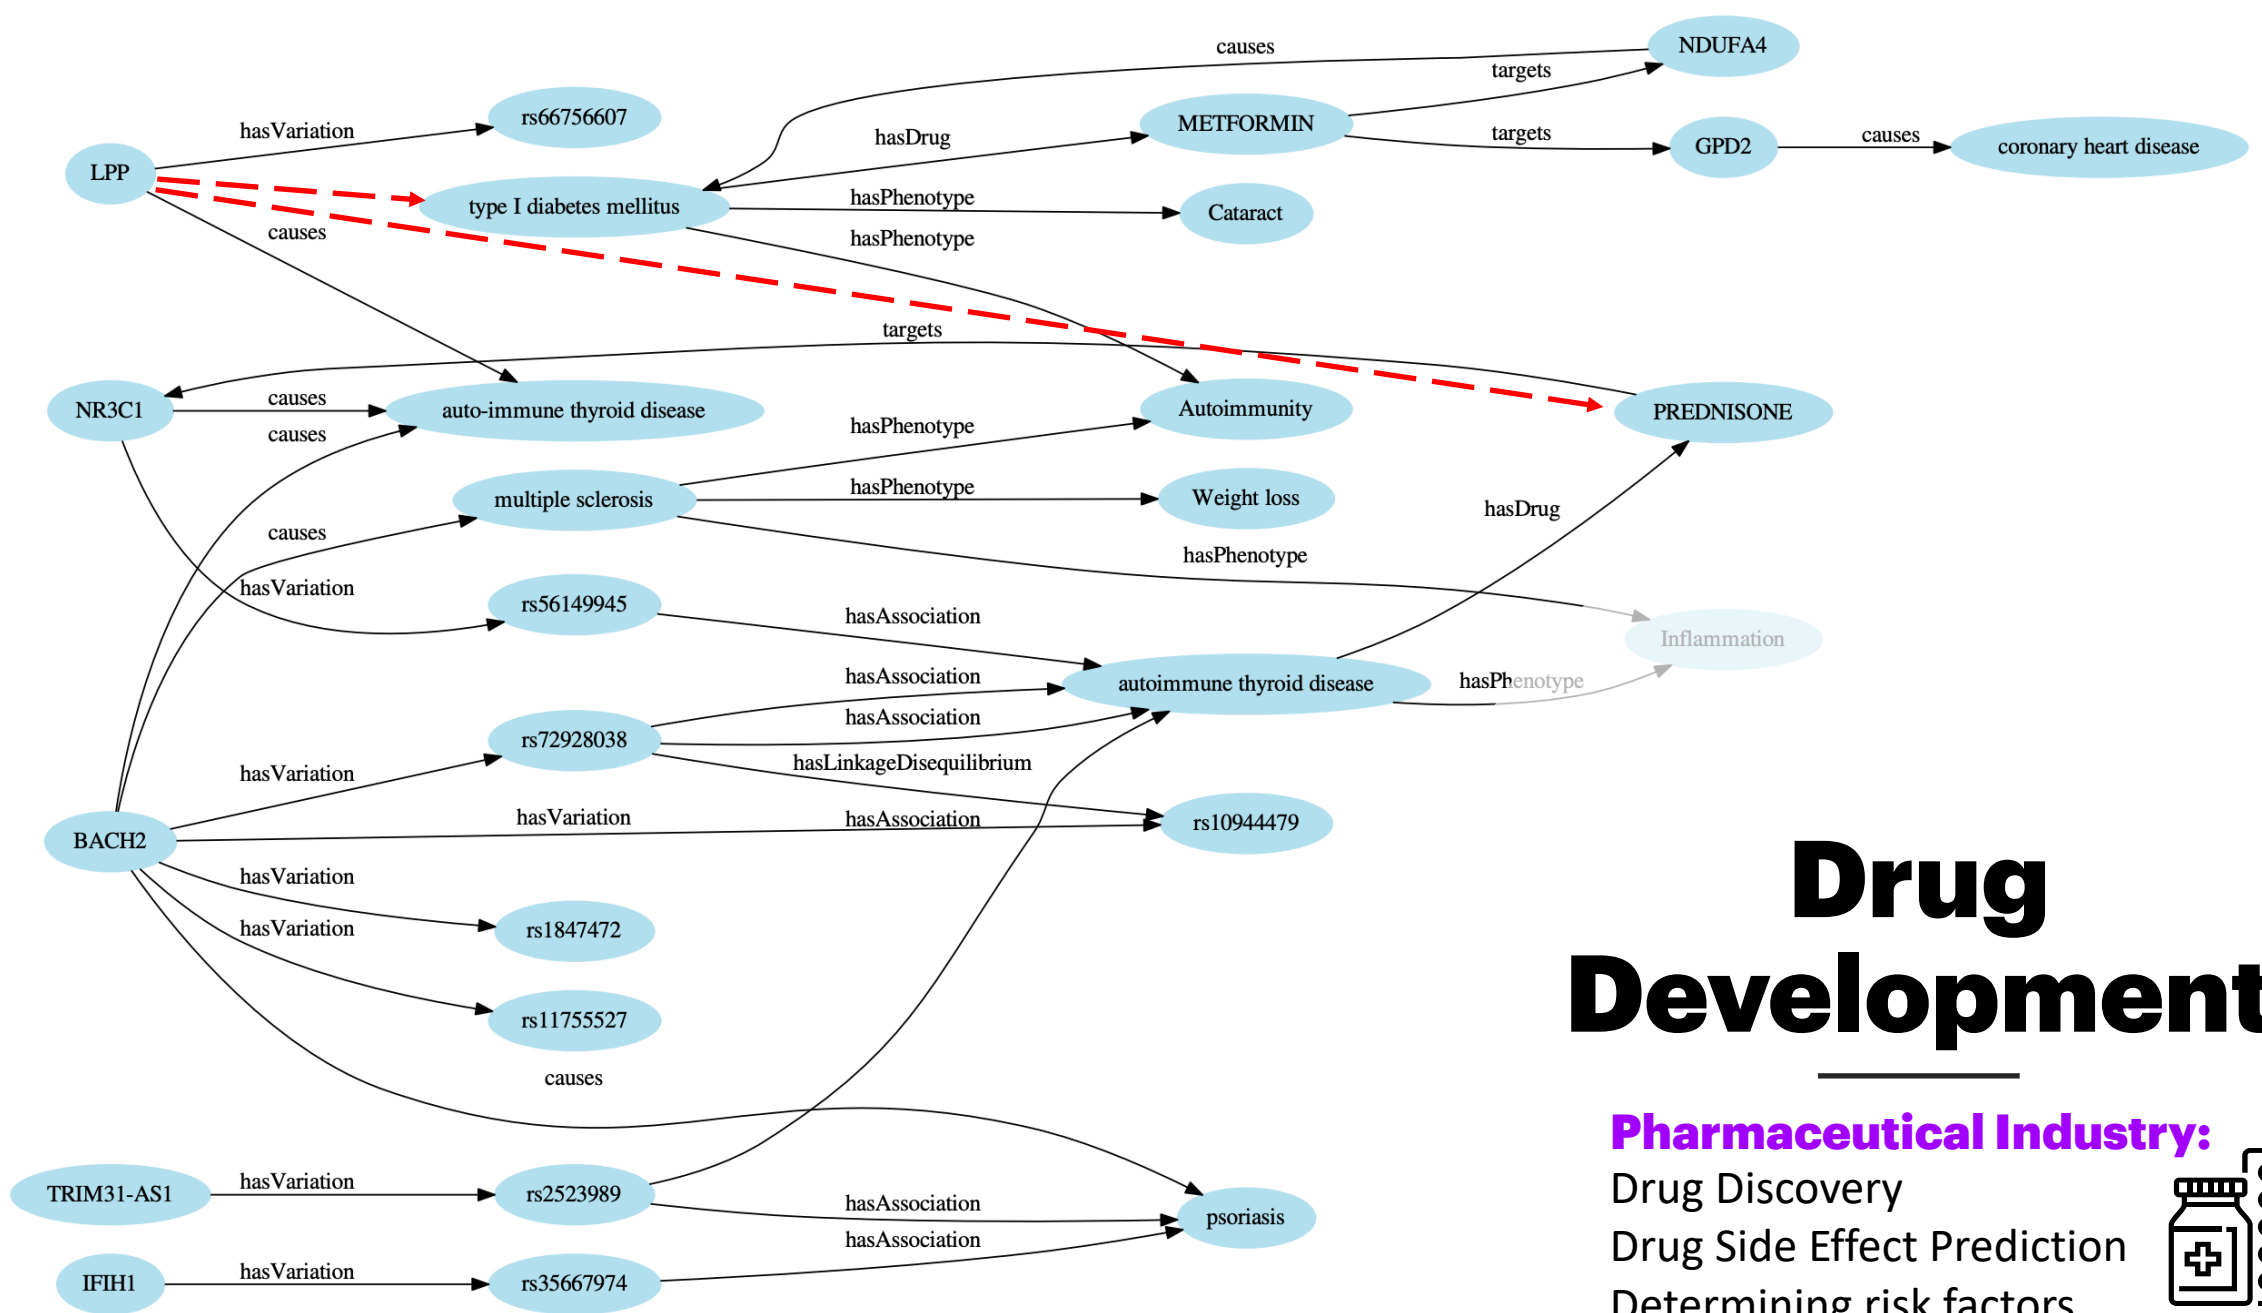 causes
NDUFA4
targets
rs66756607
hasVariation
METFORMIN
hasDrug
targets
GPD2
causes
coronary heart disease
LPP
type I diabetes mellitus
hasPhenotype
Cataract
causes
hasPhenotype
targets
NR3C1
causes
auto-immune thyroid disease
Autoimmunity
PREDNISONE
causes
hasPhenotype
multiple sclerosis
hasPhenotype
Weight loss
hasDrug
causes
hasPhenotype
hasVariation
rs56149945
hasAssociation
Inflammation
hasAssociation
autoimmune thyroid disease
hasPhenotype
hasAssociation
rs72928038
hasLinkageDisequilibrium
hasVariation
hasVariation
hasAssociation
rs10944479
BACH2
hasVariation
rs1847472
hasVariation
rs11755527
causes
TRIM31-AS1
hasVariation
rs2523989
hasAssociation
psoriasis
hasAssociation
IFIH1
hasVariation
rs35667974
Drug
Development
Pharmaceutical Industry:
Drug Discovery
Drug Side Effect Prediction
Determining risk factors